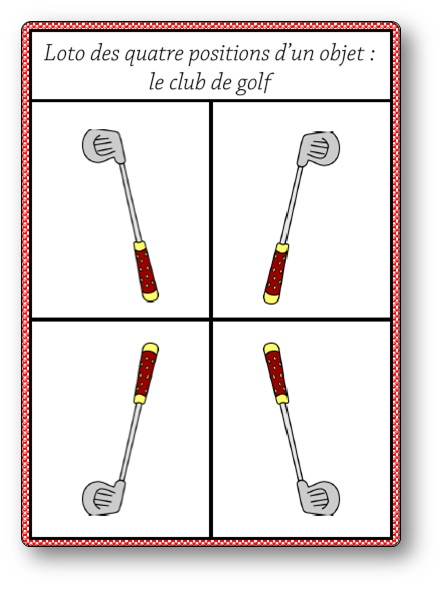 Loto des quatre positions d'un objet :
le club de golf